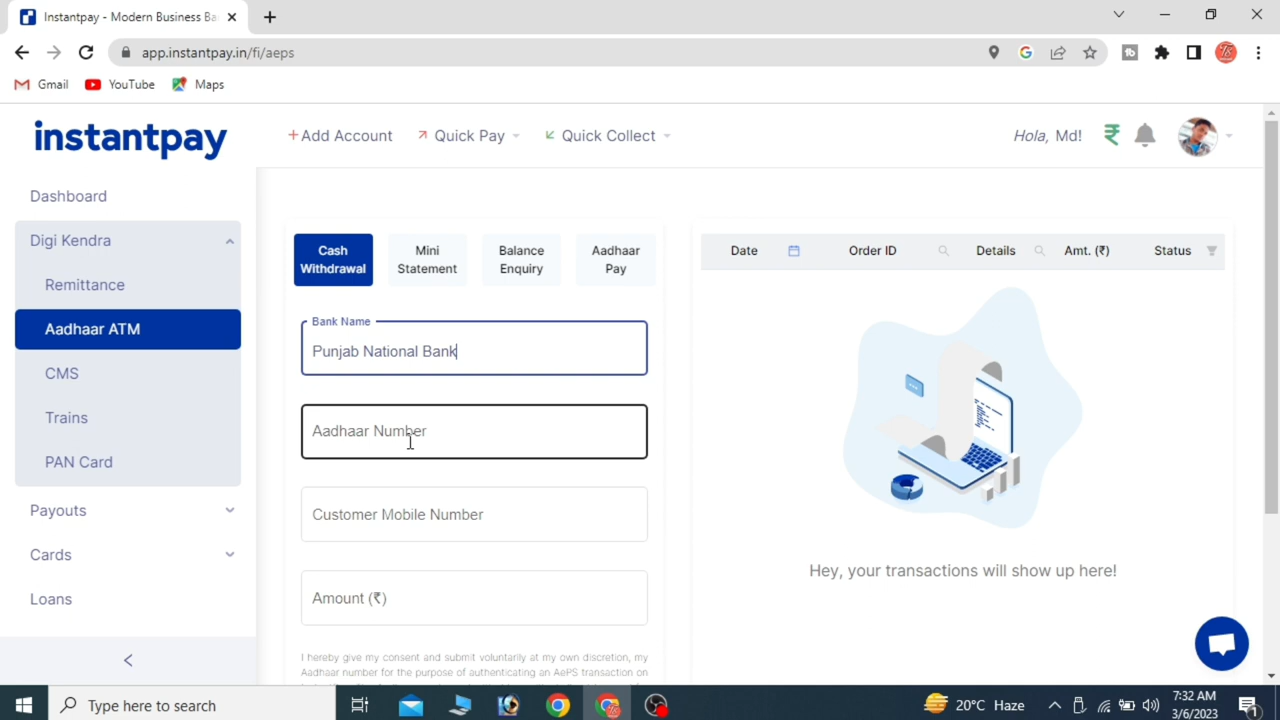 Instantpay - Modern Business Ba
app.instantpay.in/fi/aeps
Gmail YouTube Maps
instantpay
+Add Account Quick Pay Quick Collect Hola, Md! ₹
Dashboard
Digi Kendra
Remittance
Aadhaar ATM
CMS
Trains
PAN Card
Payouts
Cards
Loans
Cash
Withdrawal
Mini
Statement
Balance
Enquiry
Aadhaar
Pay
Bank Name
Punjab National Bank
Aadhaar Number
Customer Mobile Number
Amount (₹)
I hereby give my consent and submit voluntarily at my own discretion, my
Aadhaar number for the purpose of authenticating an AePS transaction on
Date Order ID Details Amt. (₹) Status
Hey, your transactions will show up here!
Type here to search
20°C Haze
7:32 AM
3/6/2023